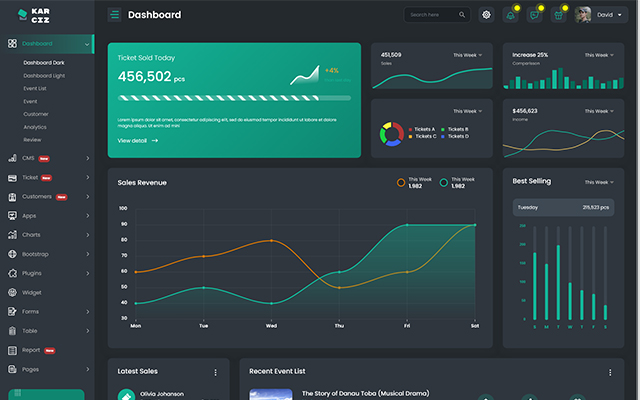 KAR
CIZ
Dashboard
Search here
David
Dashboard
Dashboard Dark
Dashboard Light
Event List
Event
Customer
Analytics
Review
CMS New
Ticket New
Customers New
Apps
Charts
Bootstrap
Plugins
Widget
Forms
Table
Report New
Pages
Ticket Sold Today
456,502 pcs
+4%
Lorem ipsum dolor sit amet, consectetur adipiscing elit, sed do eiusmod tempor incididunt ut labore et dolore
magna aliqua. Ut enim ad mini
View detail
451,509
Sales
This Week
Increase 25%
Comparisson
This Week
This Week
Tickets A
Tickets B
Tickets C
Tickets D
$456,623
Income
This Week
Sales Revenue
This Week
1.982
This Week
1.982
100
90
80
70
60
50
40
30
Mon
Tue
Wed
Thu
Fri
Sat
Best Selling
This Week
Tuesday
215,523 pcs
S
M
T
W
T
F
S
Latest Sales
Olivia Johanson
Recent Event List
The Story of Danau Toba (Musical Drama)